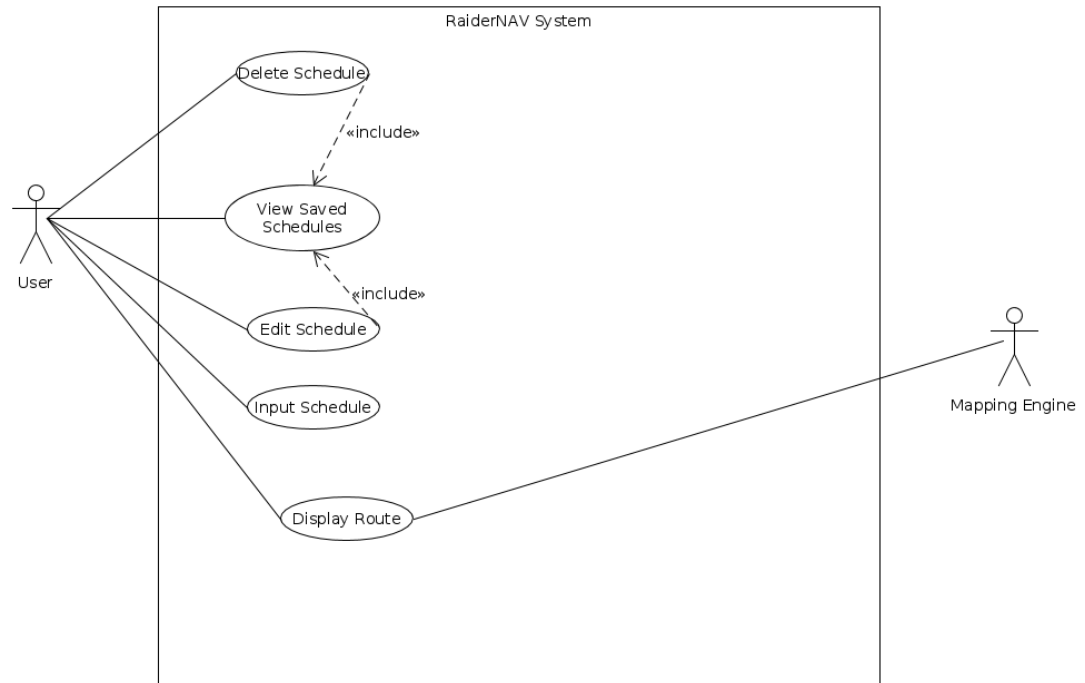 RaiderNAV System
Delete Schedule
«include»
View Saved
Schedules
User
«include»
Edit Schedule
Input Schedule
Mapping Engine
Display Route